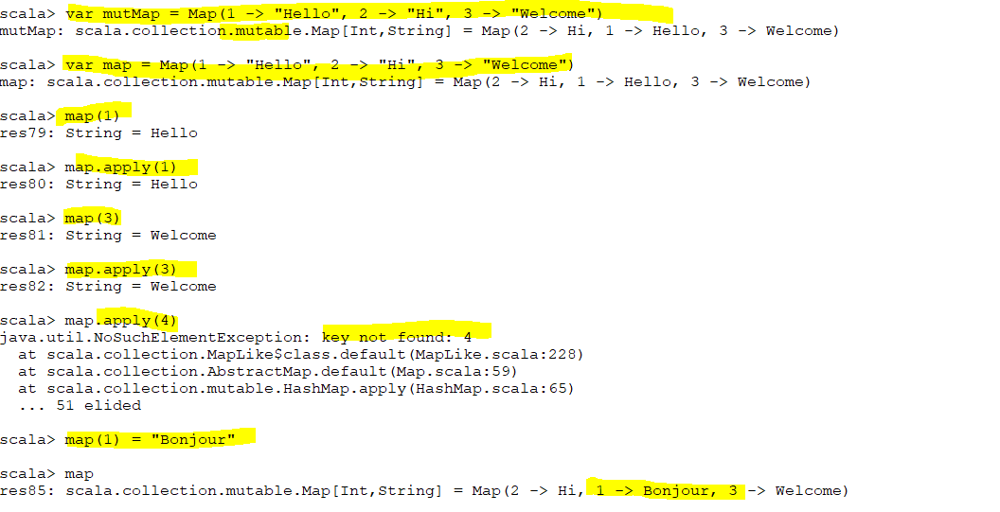 scala> var mutMap = Map(1 -> "Hello", 2 -> "Hi", 3 -> "Welcome")
mutMap: scala.collection.mutable.Map[Int,String] = Map(2 -> Hi, 1 -> Hello, 3 -> Welcome)
scala> var map = Map(1 -> "Hello", 2 -> "Hi", 3 -> "Welcome")
map: scala.collection.mutable.Map[Int,String] = Map(2 -> Hi, 1 -> Hello, 3 -> Welcome)
scala> map(1)
res79: String = Hello
scala> map.apply(1)
res80: String = Hello
scala> map(3)
res81: String = Welcome
scala> map.apply(3)
res82: String = Welcome
scala> map.apply(4)
java.util.NoSuchElementException: key not found: 4
  at scala.collection.MapLike$class.default(MapLike.scala:228)
  at scala.collection.AbstractMap.default(Map.scala:59)
  at scala.collection.mutable.HashMap.apply(HashMap.scala:65)
  ... 51 elided
scala> map(1) = "Bonjour"
scala> map
res85: scala.collection.mutable.Map[Int,String] = Map(2 -> Hi, 1 -> Bonjour, 3 -> Welcome)